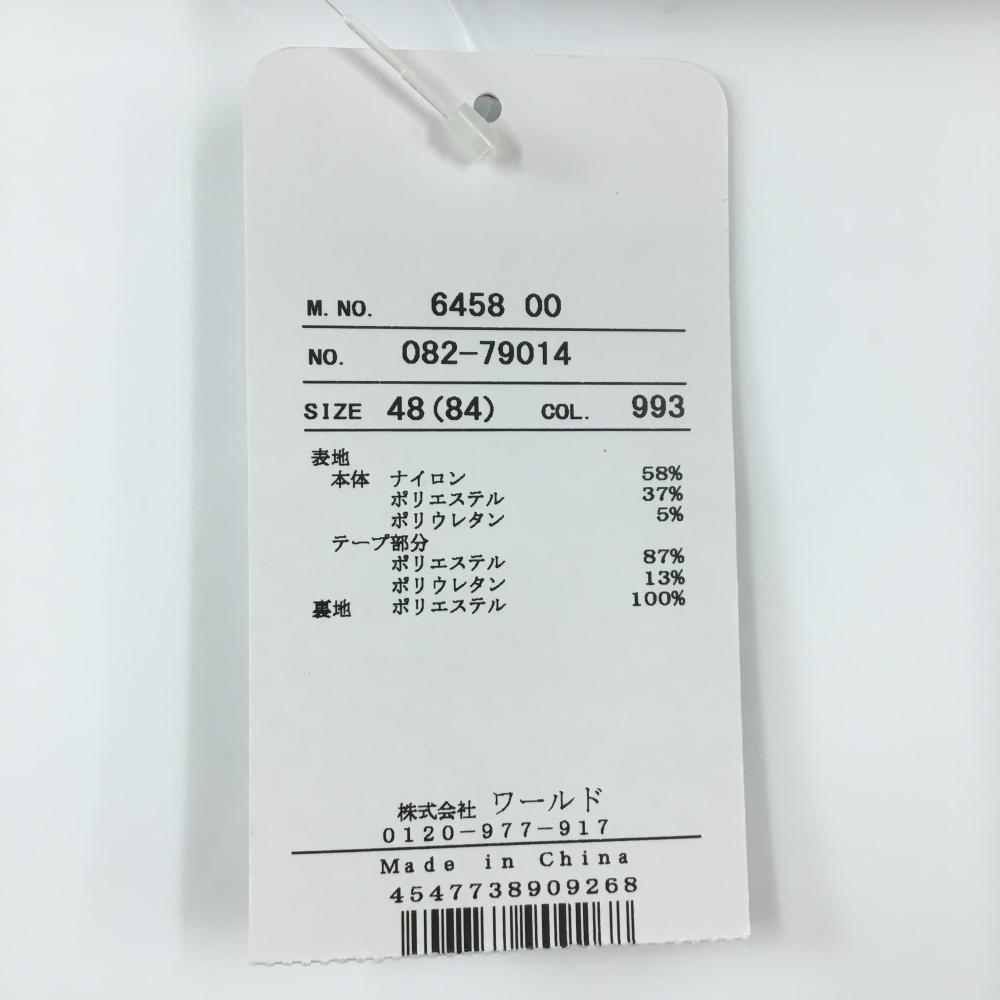 M. NO. 6458 00
NO. 082-79014
SIZE 48(84) COL. 993
表地
本体 ナイロン 58%
ポリエステル 37%
ポリウレタン 5%
テープ部分
ポリエステル 87%
ポリウレタン 13%
裏地 ポリエステル 100%
株式会社 ワールド
0120-977-917
Made in China
4547738909268